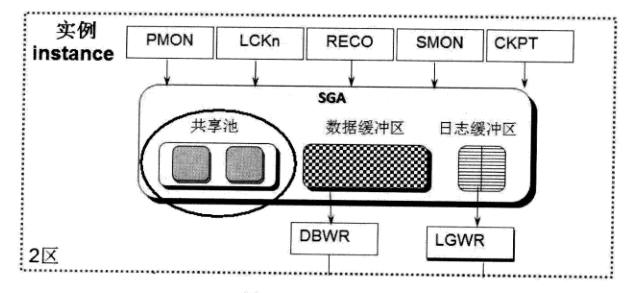 实例
instance
PMON
LCKn
RECO
SMON
CKPT
SGA
共享池
数据缓冲区
日志缓冲区
DBWR
LGWR
2区